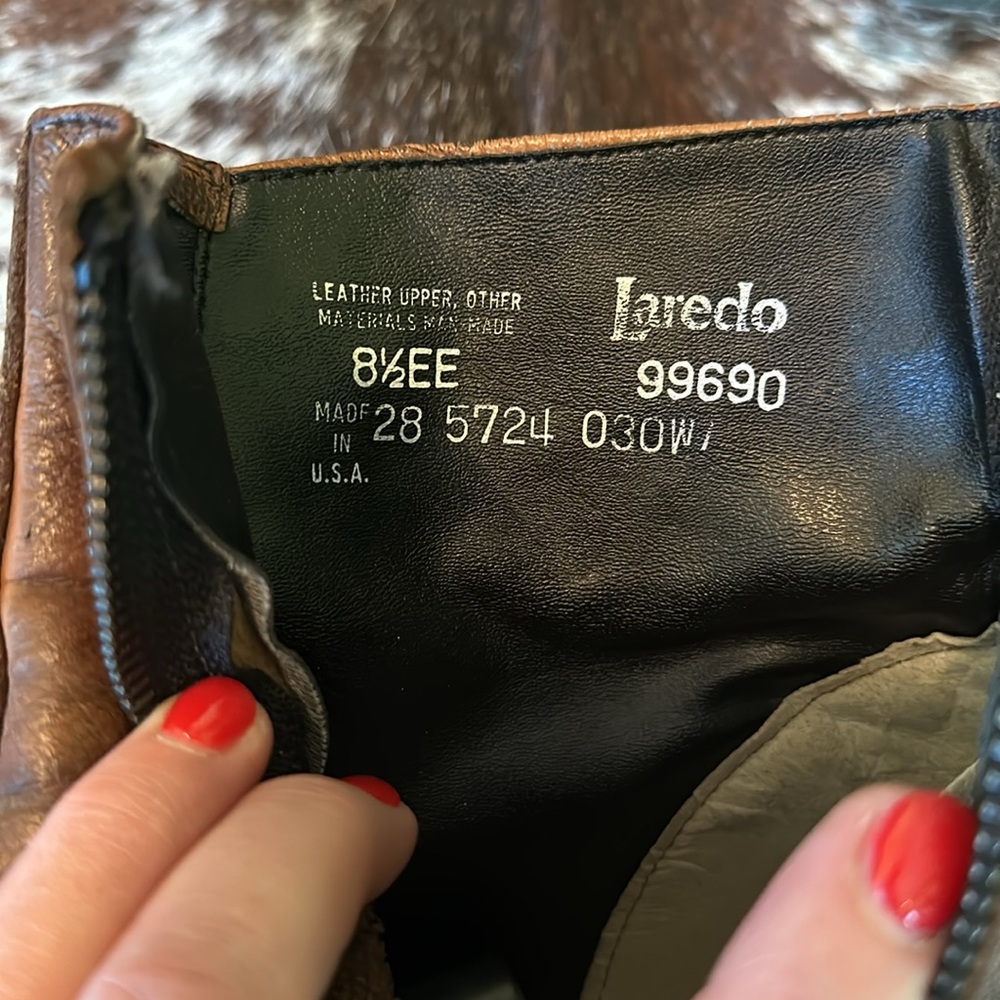 LEATHER UPPER, OTHER
MATERIALS MAN MADE
8½EE
MADE
IN
U.S.A.
28 5724 030W/
Laredo
99690